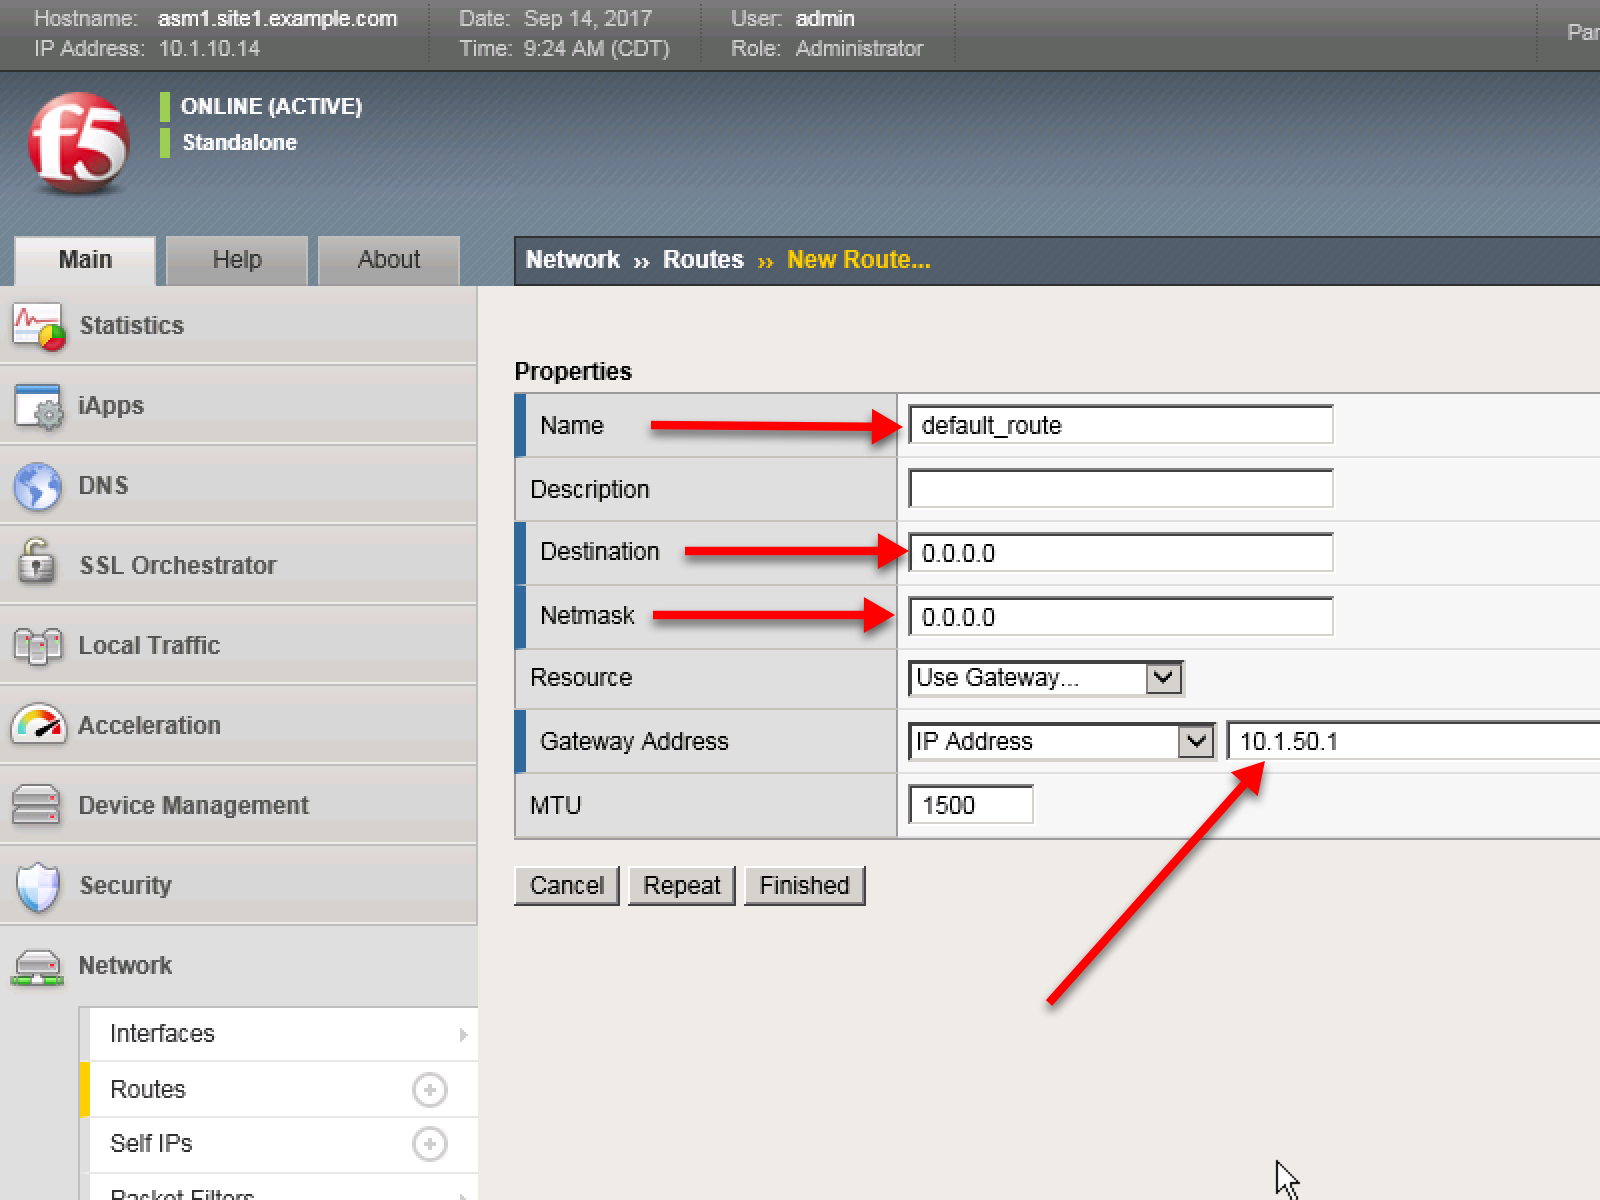 Hostname: asm1.site1.example.com Date: Sep 14, 2017 User: admin
IP Address: 10.1.10.14 Time: 9:24 AM (CDT) Role: Administrator
f5
ONLINE (ACTIVE)
Standalone
Main Help About
Network » Routes » New Route...
Statistics
iApps
DNS
SSL Orchestrator
Local Traffic
Acceleration
Device Management
Security
Network
Interfaces
Routes
Self IPs
Packet Filters
Properties
Name default_route
Description
Destination 0.0.0.0
Netmask 0.0.0.0
Resource Use Gateway...
Gateway Address IP Address 10.1.50.1
MTU 1500
Cancel Repeat Finished